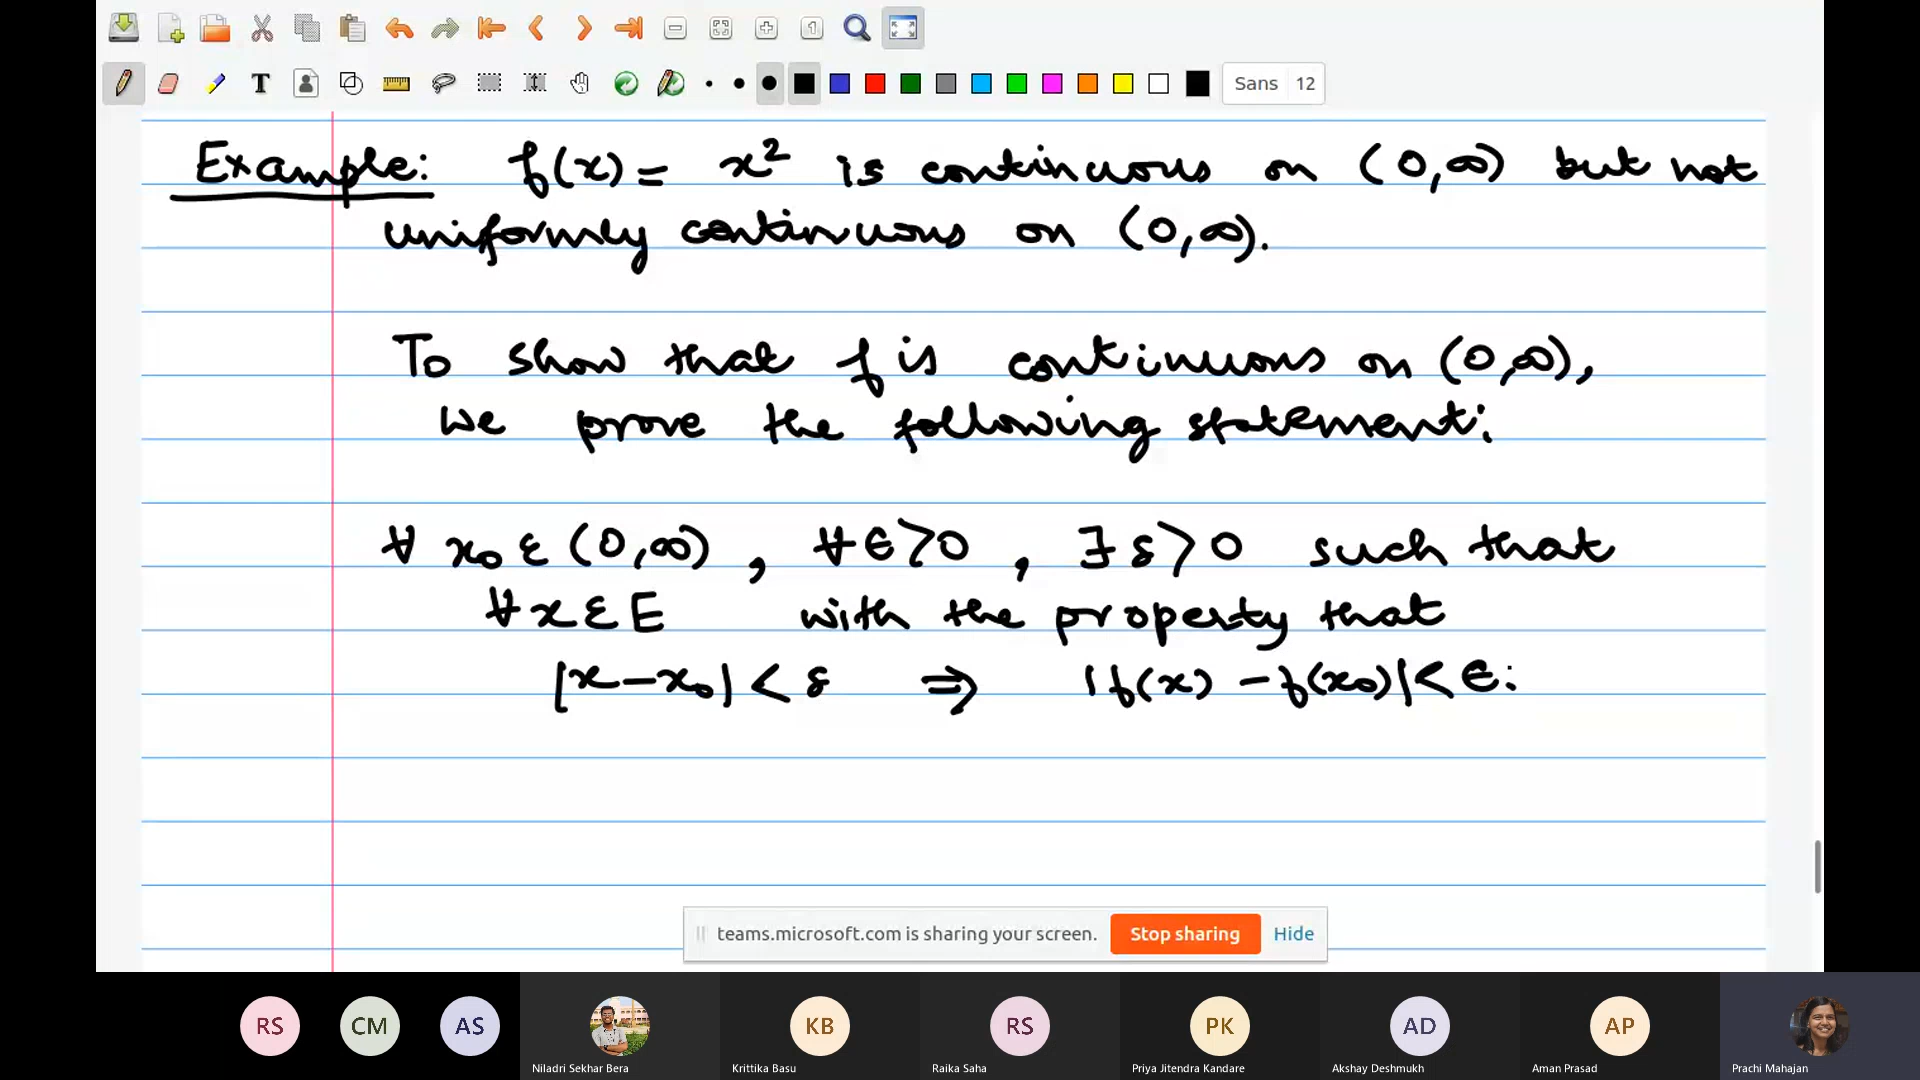 Sans 12
Example: f(x) = x² is continuous on (0,∞) but not
uniformly continuous on (0,∞).
To show that f is continuous on (0,∞),
we prove the following statement:
∀ x₀ ε (0,∞) , ∀ ϵ > 0 , ∃ δ > 0 such that
∀ x ε E with the property that
|x - x₀| < δ ⇒ |f(x) - f(x₀)| < ϵ:
teams.microsoft.com is sharing your screen. Stop sharing Hide
RS CM AS KB RS PK AD AP
Niladri Sekhar Bera Krittika Basu Raika Saha Priya Jitendra Kandare Akshay Deshmukh Aman Prasad Prachi Mahajan